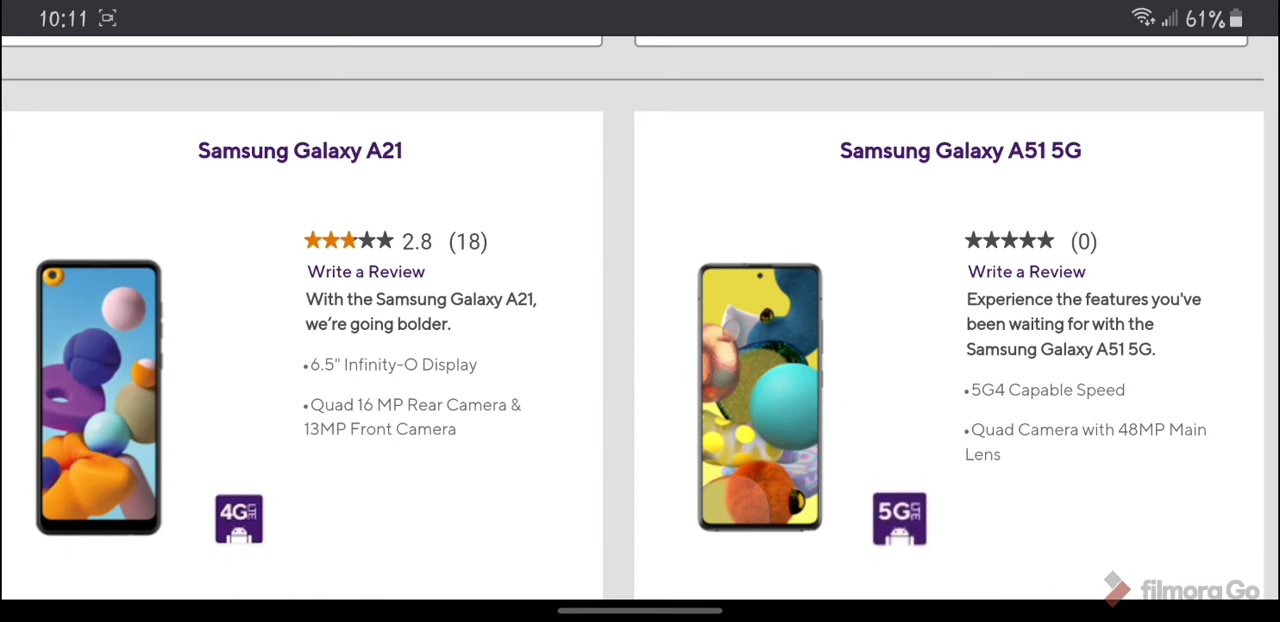 10:11
61%
Samsung Galaxy A21
2.8 (18)
Write a Review
With the Samsung Galaxy A21,
we’re going bolder.
•6.5" Infinity-O Display
•Quad 16 MP Rear Camera &
13MP Front Camera
4G LTE
Samsung Galaxy A51 5G
(0)
Write a Review
Experience the features you've
been waiting for with the
Samsung Galaxy A51 5G.
•5G4 Capable Speed
•Quad Camera with 48MP Main
Lens
5G LTE
filmora Go